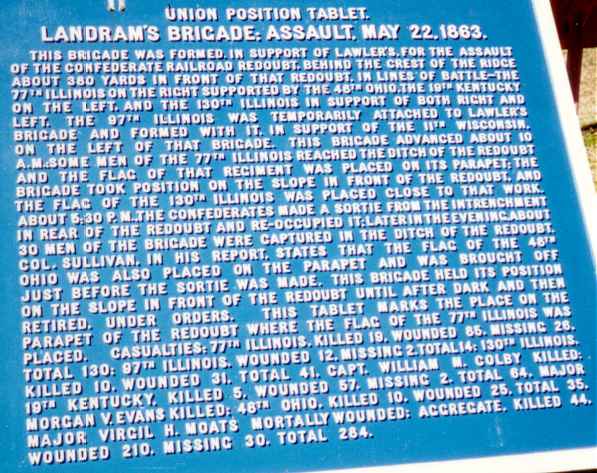 UNION POSITION TABLET.
LANDRAM'S BRIGADE; ASSAULT, MAY 22, 1863.
THIS BRIGADE WAS FORMED, IN SUPPORT OF LAWLER'S, FOR THE ASSAULT
OF THE CONFEDERATE RAILROAD REDOUBT, BEHIND THE CREST OF THE RIDGE
ABOUT 380 YARDS IN FRONT OF THAT REDOUBT, IN LINES OF BATTLE—THE
77TH ILLINOIS ON THE RIGHT SUPPORTED BY THE 48TH OHIO, THE 19TH KENTUCKY
ON THE LEFT, AND THE 130TH ILLINOIS IN SUPPORT OF BOTH RIGHT AND
LEFT. THE 97TH ILLINOIS WAS TEMPORARILY ATTACHED TO LAWLER'S
BRIGADE AND FORMED WITH IT, IN SUPPORT OF THE 11TH WISCONSIN,
ON THE LEFT OF THAT BRIGADE. THIS BRIGADE ADVANCED ABOUT 10
A.M.; SOME MEN OF THE 77TH ILLINOIS REACHED THE DITCH OF THE REDOUBT
AND THE FLAG OF THAT REGIMENT WAS PLACED ON ITS PARAPET; THE
BRIGADE TOOK POSITION ON THE SLOPE IN FRONT OF THE REDOUBT, AND
THE FLAG OF THE 130TH ILLINOIS WAS PLACED CLOSE TO THAT WORK.
ABOUT 5.30 P.M., THE CONFEDERATES MADE A SORTIE FROM THE INTRENCHMENT
IN REAR OF THE REDOUBT AND RE-OCCUPIED IT; LATER IN THE EVENING, ABOUT
30 MEN OF THE BRIGADE WERE CAPTURED IN THE DITCH OF THE REDOUBT.
COL. SULLIVAN, IN HIS REPORT, STATES THAT THE FLAG OF THE 48TH
OHIO WAS ALSO PLACED ON THE PARAPET AND WAS BROUGHT OFF
JUST BEFORE THE SORTIE WAS MADE. THIS BRIGADE HELD ITS POSITION
ON THE SLOPE IN FRONT OF THE REDOUBT UNTIL AFTER DARK AND THEN
RETIRED, UNDER ORDERS. THIS TABLET MARKS THE PLACE ON THE
PARAPET OF THE REDOUBT WHERE THE FLAG OF THE 77TH ILLINOIS WAS
PLACED. CASUALTIES: 77TH ILLINOIS, KILLED 19, WOUNDED 85, MISSING 26,
TOTAL 130; 97TH ILLINOIS, WOUNDED 12, MISSING 2, TOTAL 14; 130TH ILLINOIS,
KILLED 10, WOUNDED 31, TOTAL 41, CAPT. WILLIAM M. COLBY KILLED;
19TH KENTUCKY, KILLED 5, WOUNDED 57, MISSING 2, TOTAL 64, MAJOR
MORGAN V. EVANS KILLED; 48TH OHIO, KILLED 10, WOUNDED 25, TOTAL 35,
MAJOR VIRGIL H. MOATS MORTALLY WOUNDED; AGGREGATE, KILLED 44,
WOUNDED 210, MISSING 30, TOTAL 284.